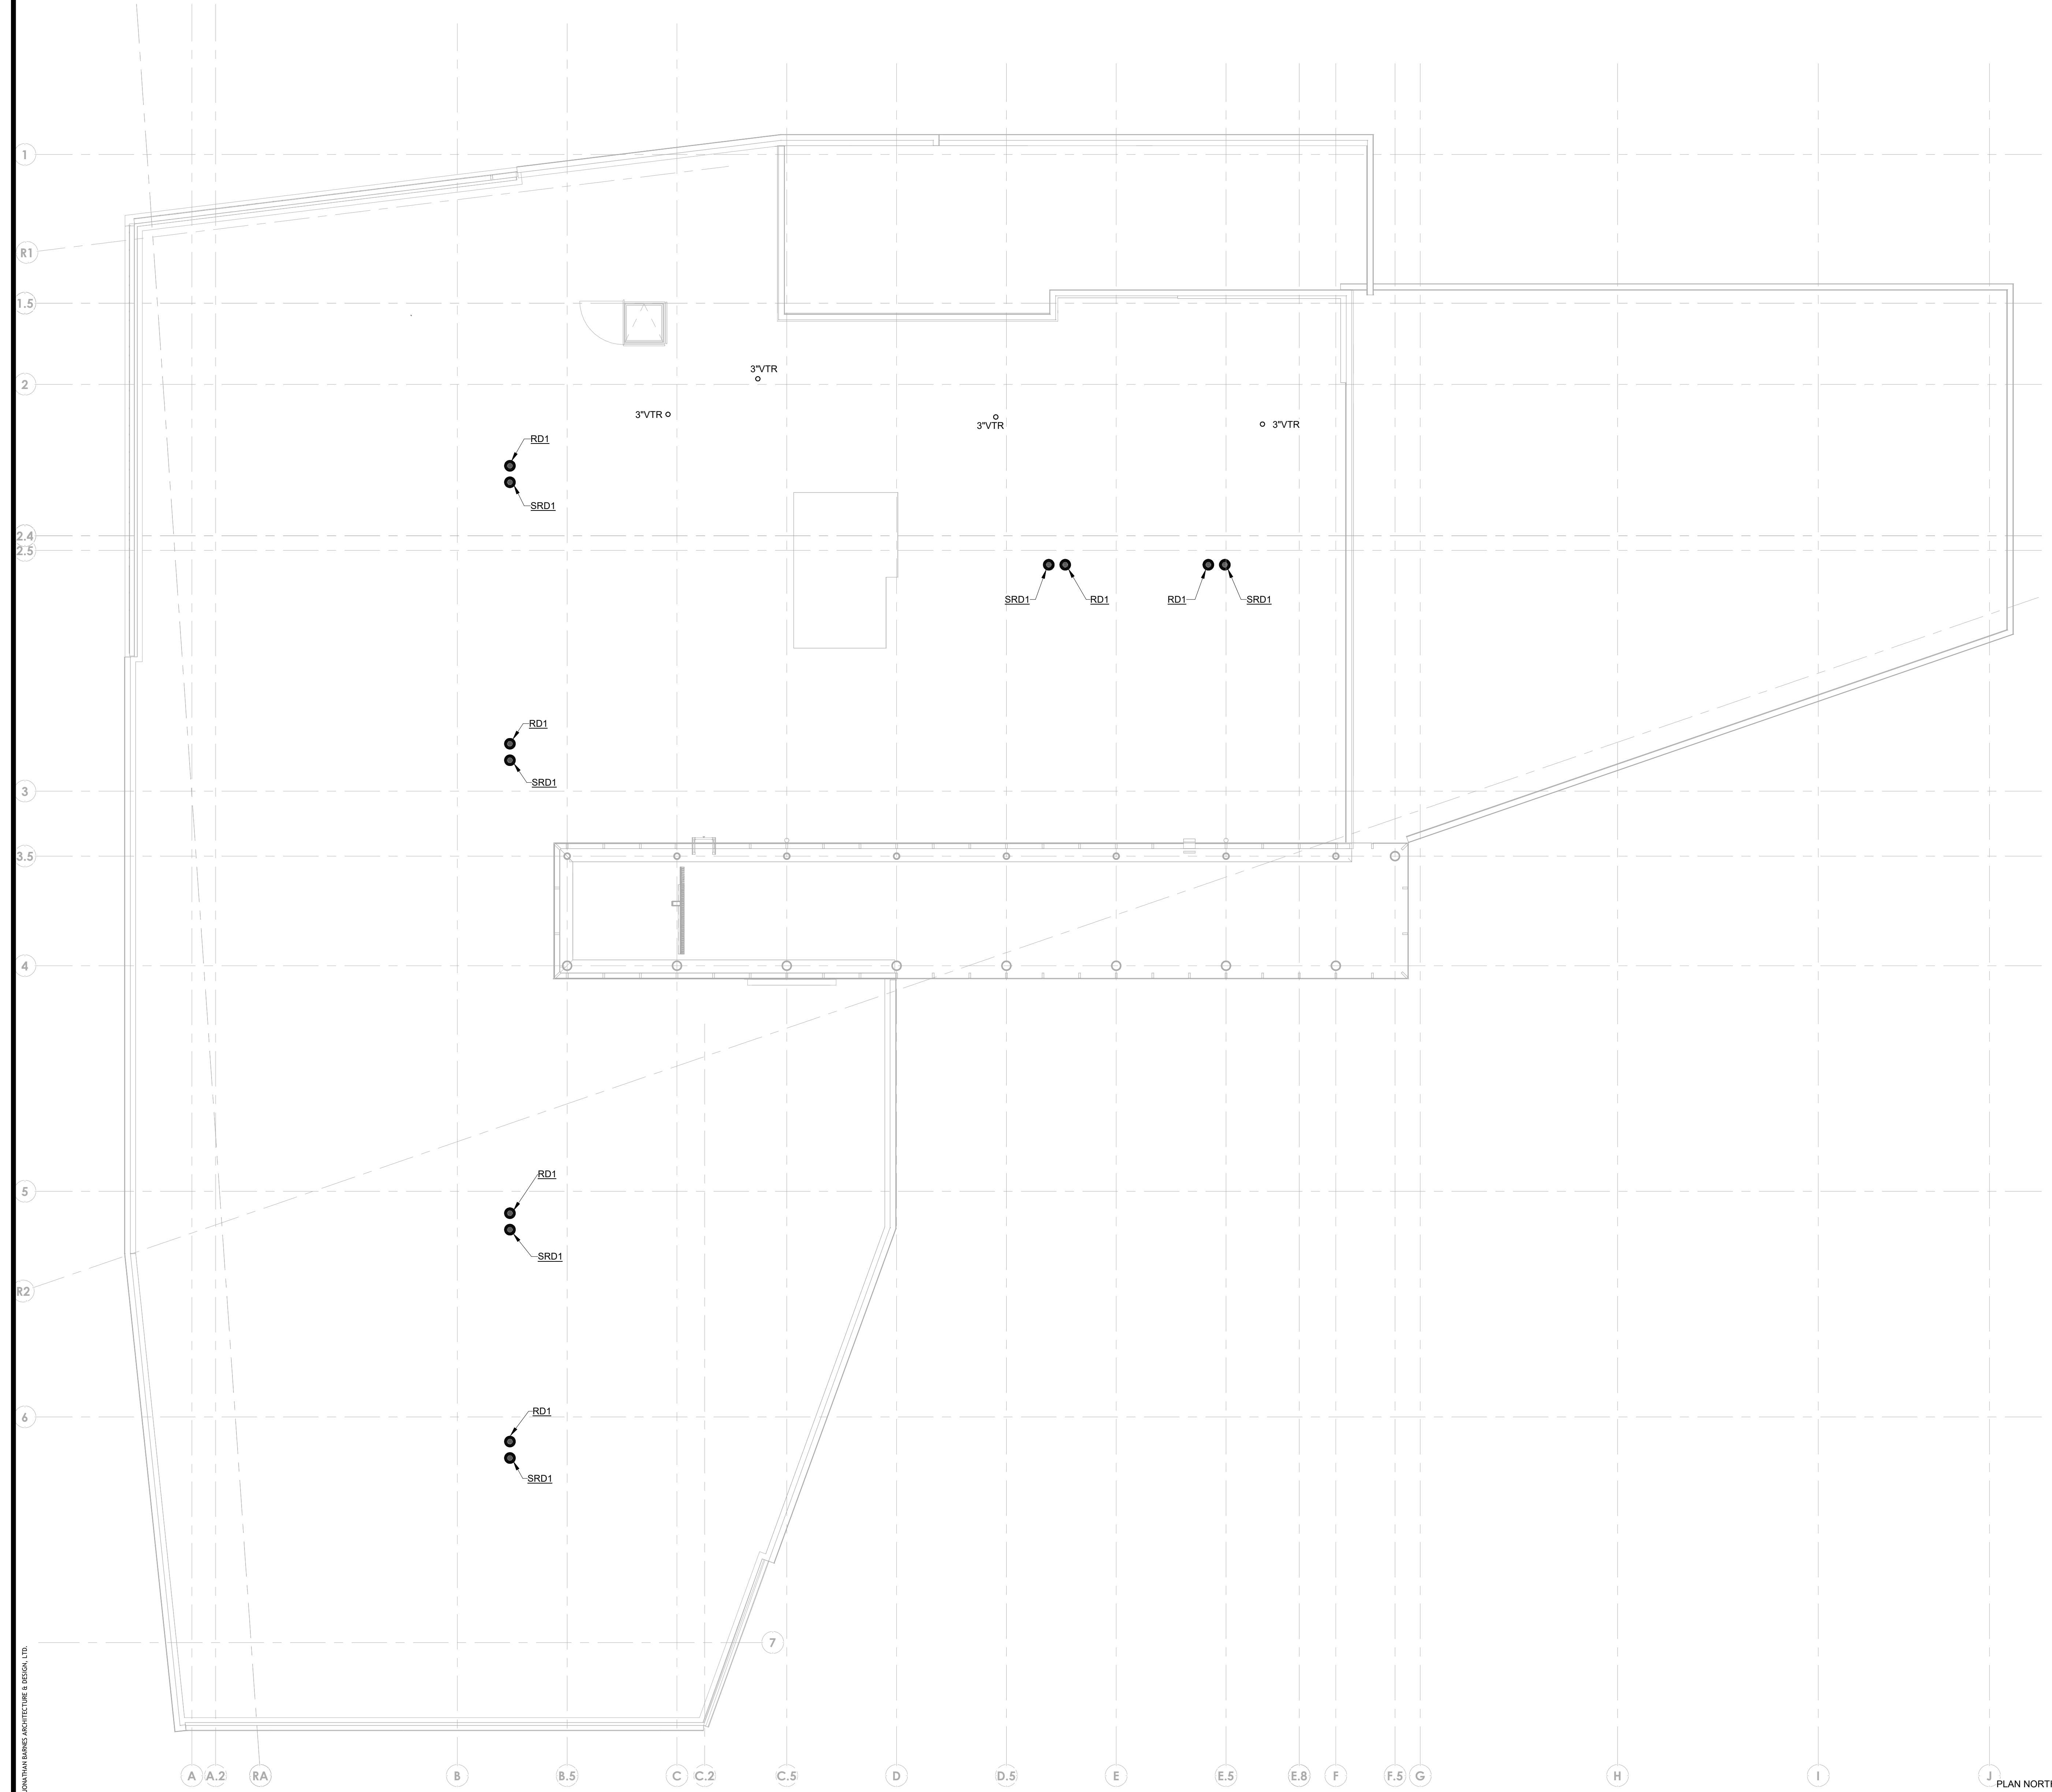 1
R1
1.5
3"VTR
2
3"VTR
3"VTR
3"VTR
RD1
SRD1
2.4
2.5
SRD1
RD1
RD1
SRD1
RD1
SRD1
3
3.5
4
RD1
5
SRD1
R2
RD1
6
SRD1
7
JONATHAN BARNES ARCHITECTURE & DESIGN, LTD.
A
A.2
RA
B
B.5
C
C.2
C.5
D
D.5
E
E.5
E.8
F
F.5
G
H
I
J
PLAN NORT